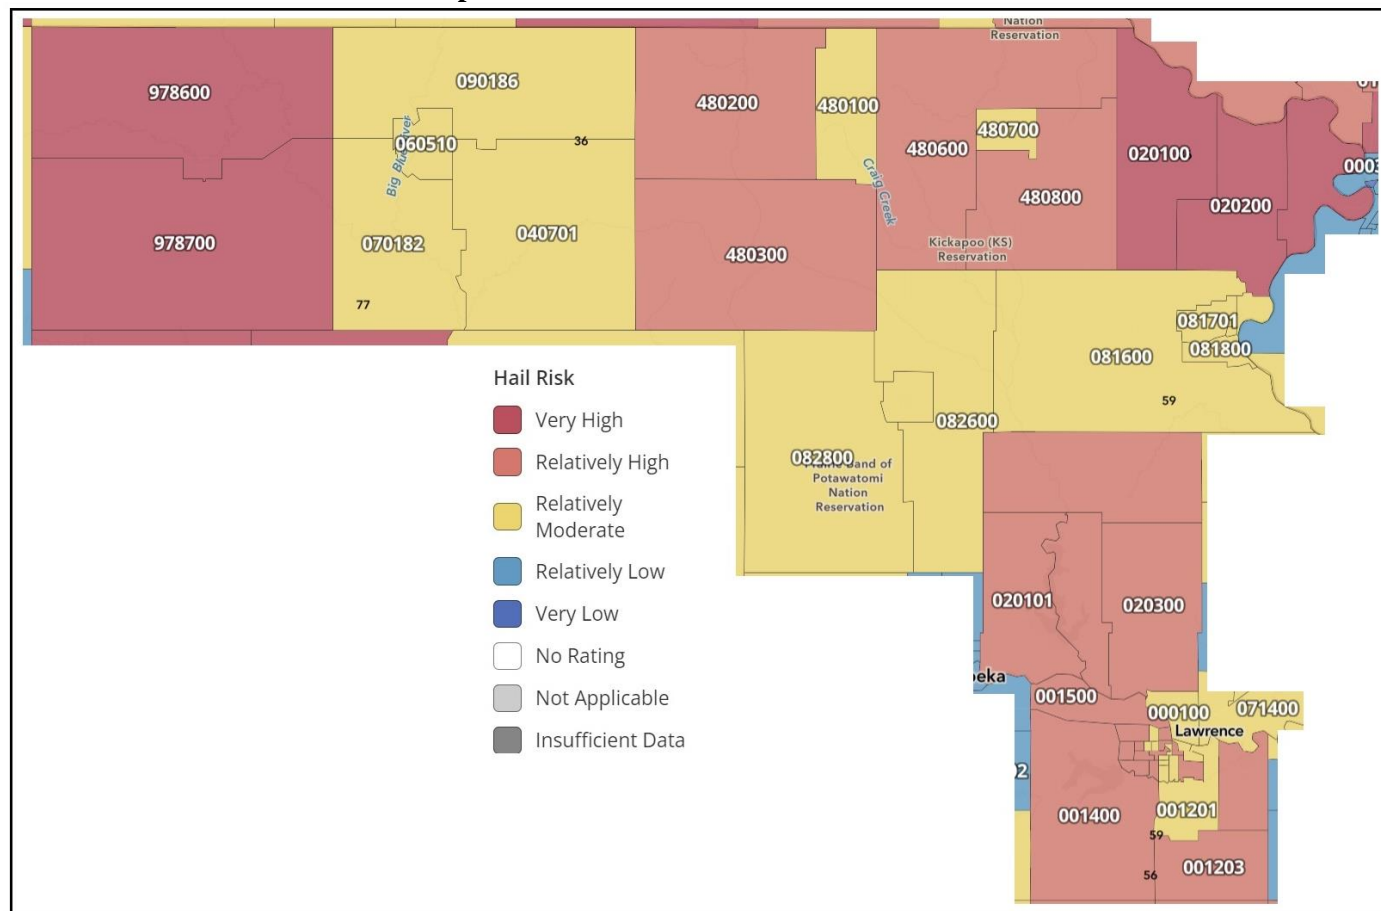 Nation
Reservation
978600
090186
480200
480100
060510
36
Big Blue River
480700
480600
020100
0003
Craig Creek
480800
020200
978700
070182
040701
480300
Kickapoo (KS)
Reservation
77
081701
081800
081600
59
Hail Risk
Very High
Relatively High
Relatively
Moderate
Relatively Low
Very Low
No Rating
Not Applicable
Insufficient Data
082600
082800
Potawatomi
Nation
Reservation
020101
020300
peka
001500
000100
071400
Lawrence
001400
001201
59
56
001203